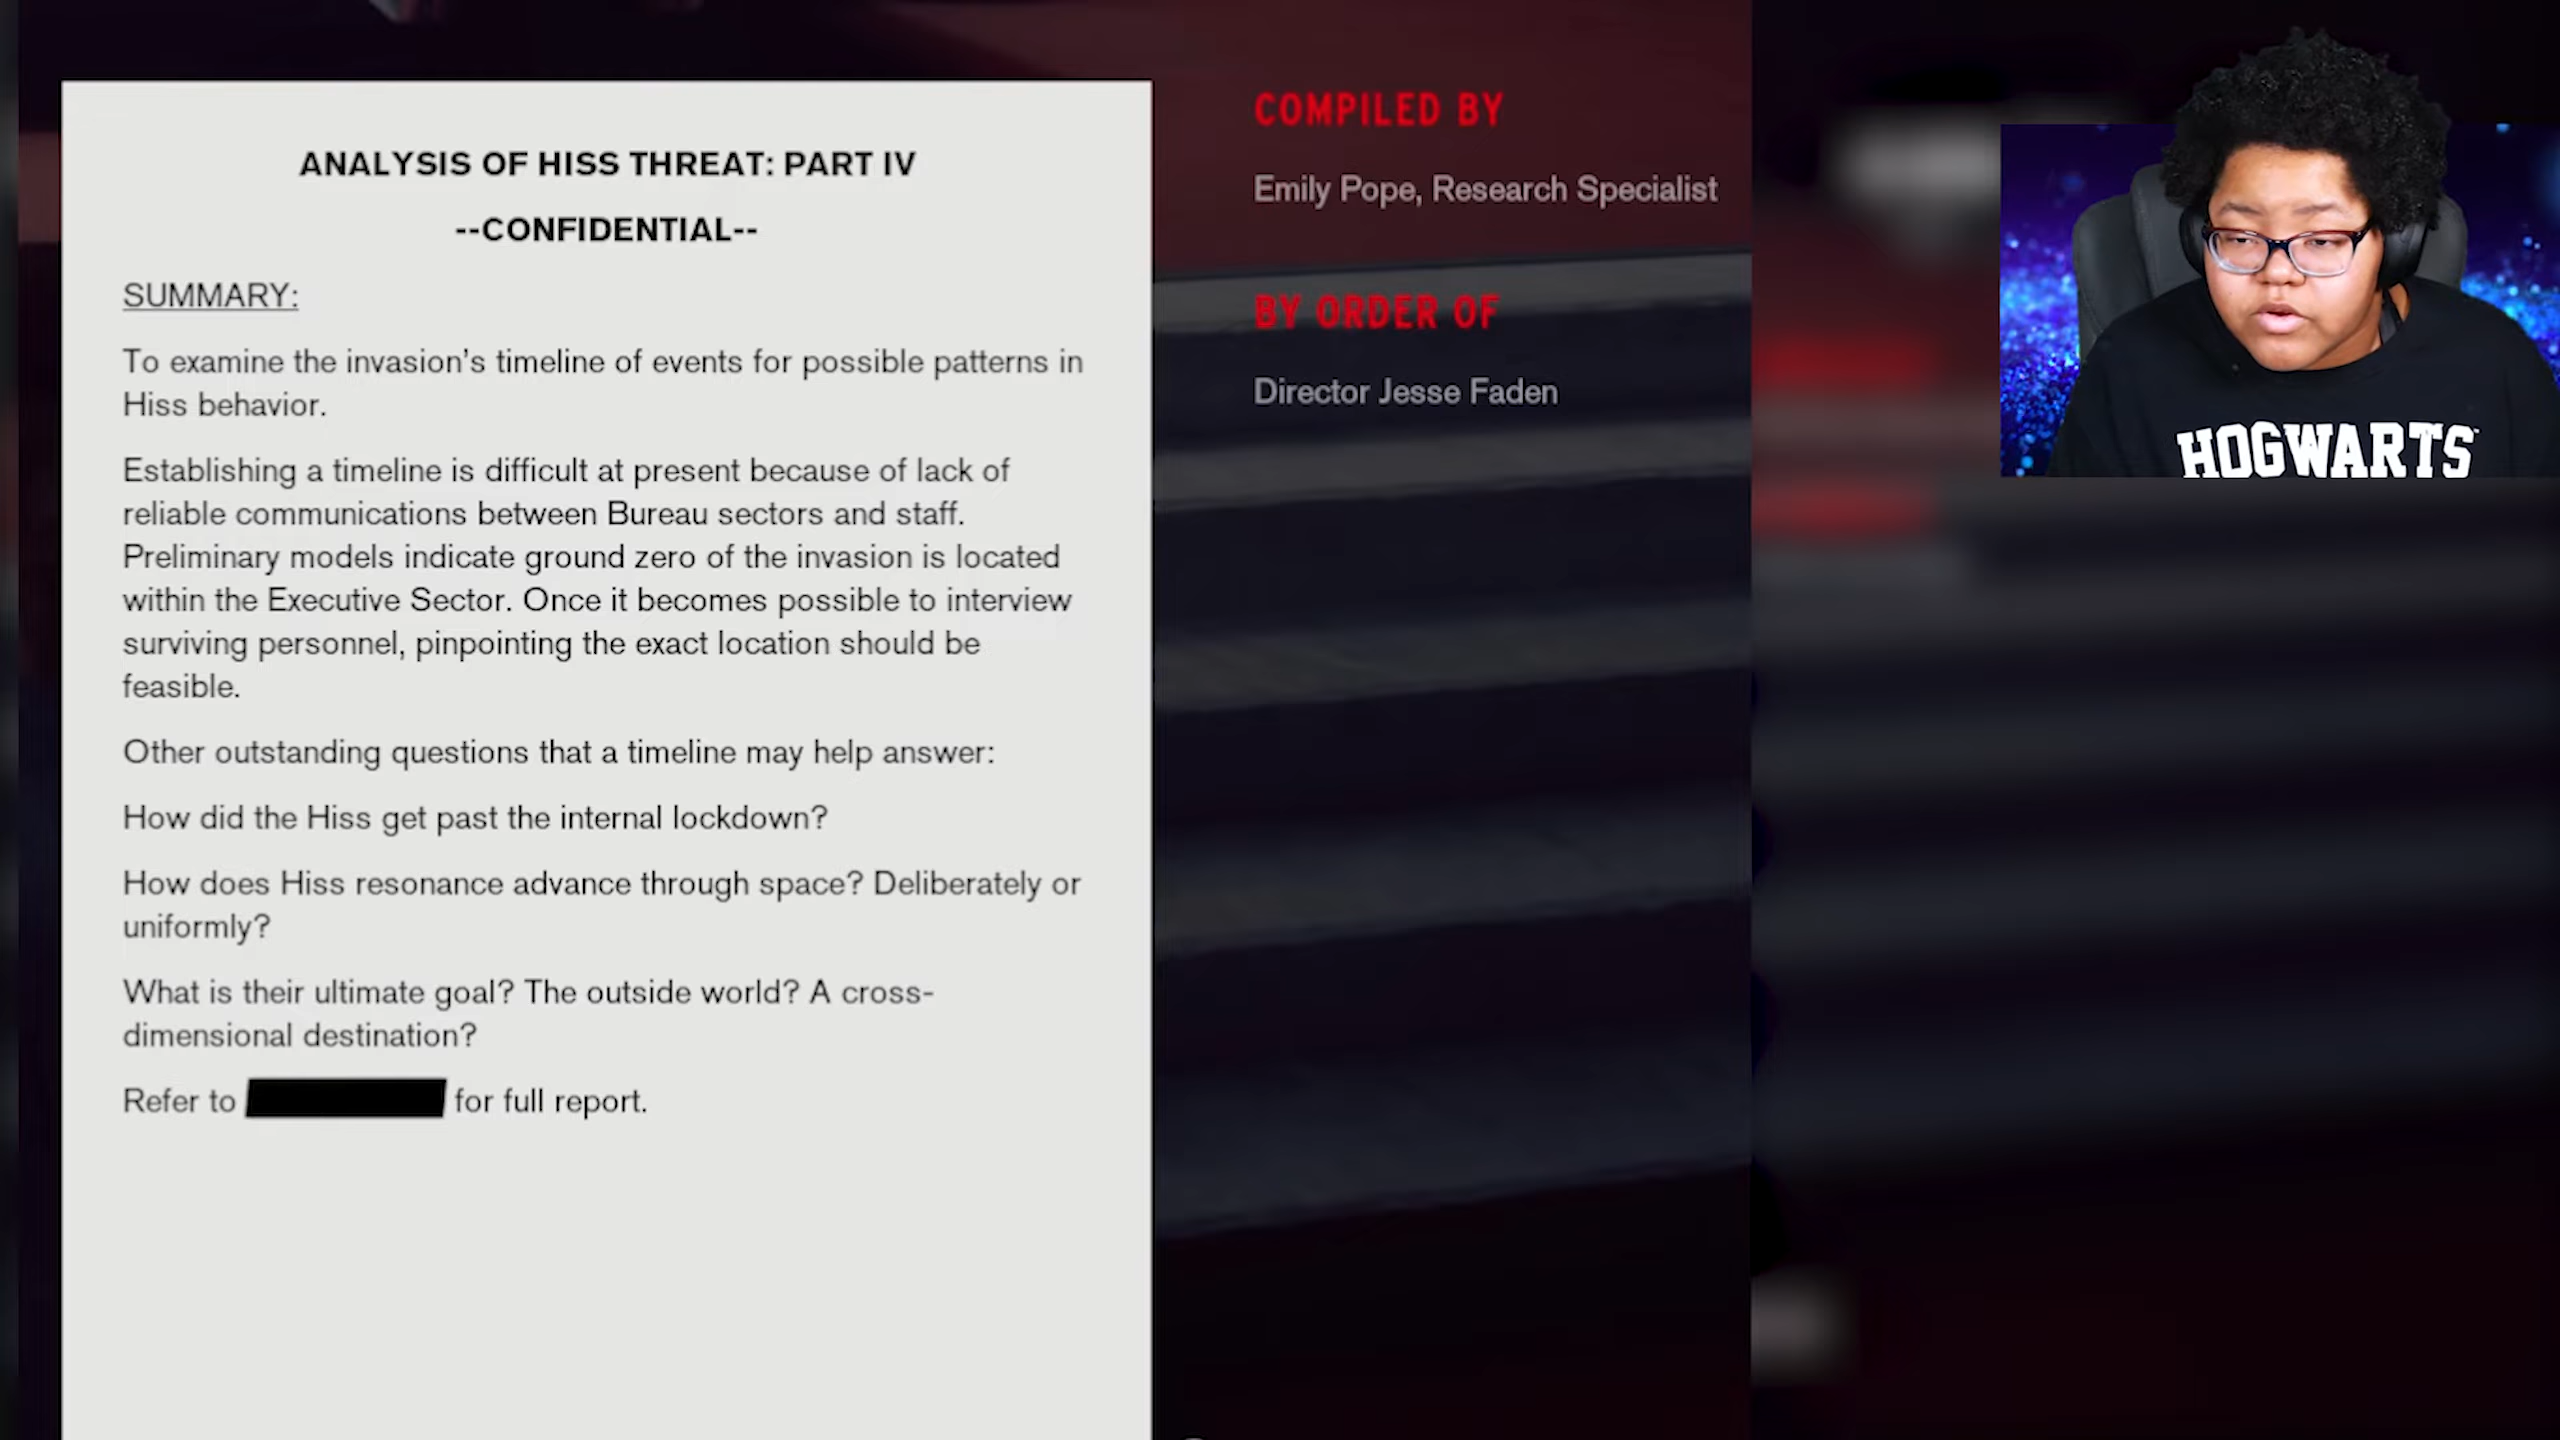 ANALYSIS OF HISS THREAT: PART IV
--CONFIDENTIAL--
SUMMARY:
To examine the invasion's timeline of events for possible patterns in
Hiss behavior.
Establishing a timeline is difficult at present because of lack of
reliable communications between Bureau sectors and staff.
Preliminary models indicate ground zero of the invasion is located
within the Executive Sector. Once it becomes possible to interview
surviving personnel, pinpointing the exact location should be
feasible.
Other outstanding questions that a timeline may help answer:
How did the Hiss get past the internal lockdown?
How does Hiss resonance advance through space? Deliberately or
uniformly?
What is their ultimate goal? The outside world? A cross-
dimensional destination?
Refer to for full report.
COMPILED BY
Emily Pope, Research Specialist
BY ORDER OF
Director Jesse Faden
HOGWARTS